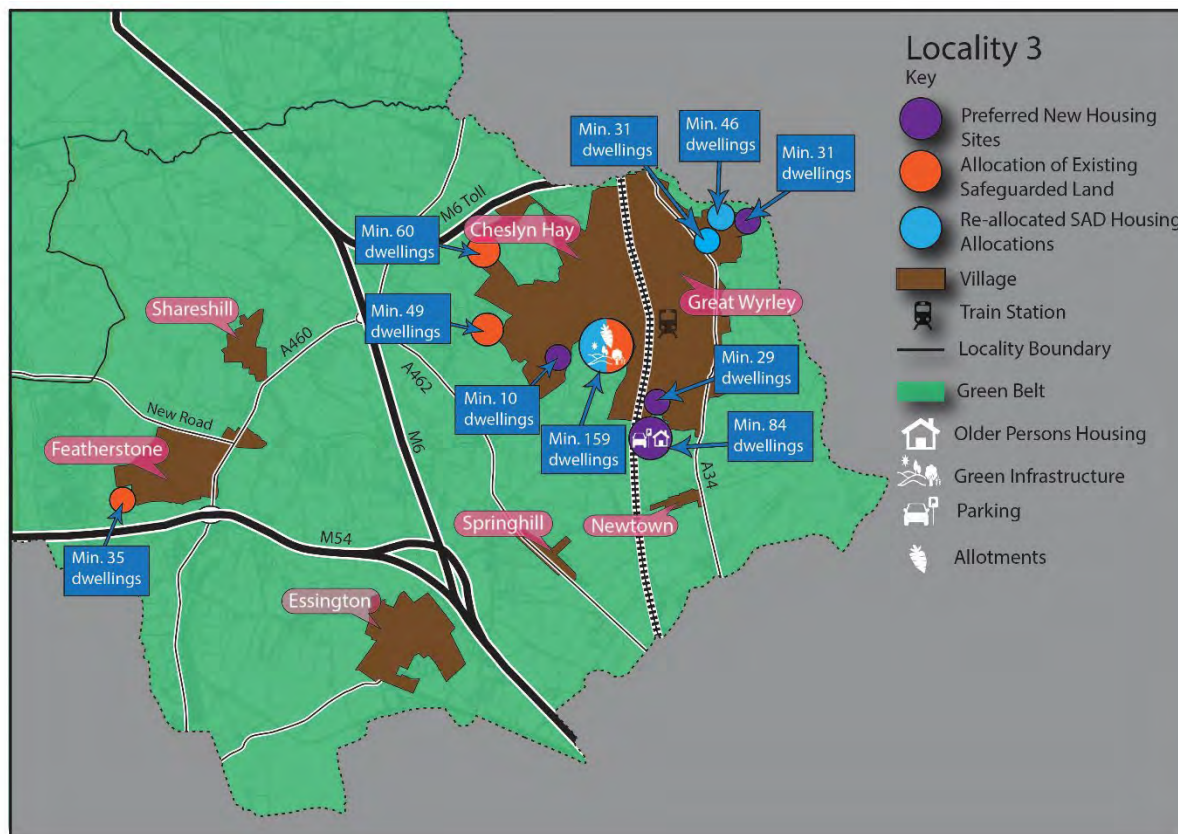 Locality 3
Key
Preferred New Housing
Sites
Allocation of Existing
Safeguarded Land
Re-allocated SAD Housing
Allocations
Village
Train Station
Locality Boundary
Green Belt
Older Persons Housing
Green Infrastructure
Parking
Allotments
Min. 31
dwellings
Min. 46
dwellings
Min. 31
dwellings
M6 Toll
Min. 60
dwellings
Cheslyn Hay
Great Wyrley
Shareshill
Min. 49
dwellings
A460
A462
Min. 10
dwellings
Min. 29
dwellings
New Road
M6
Min. 159
dwellings
Min. 84
dwellings
Featherstone
A34
Min. 35
dwellings
M54
Springhill
Newtown
Essington